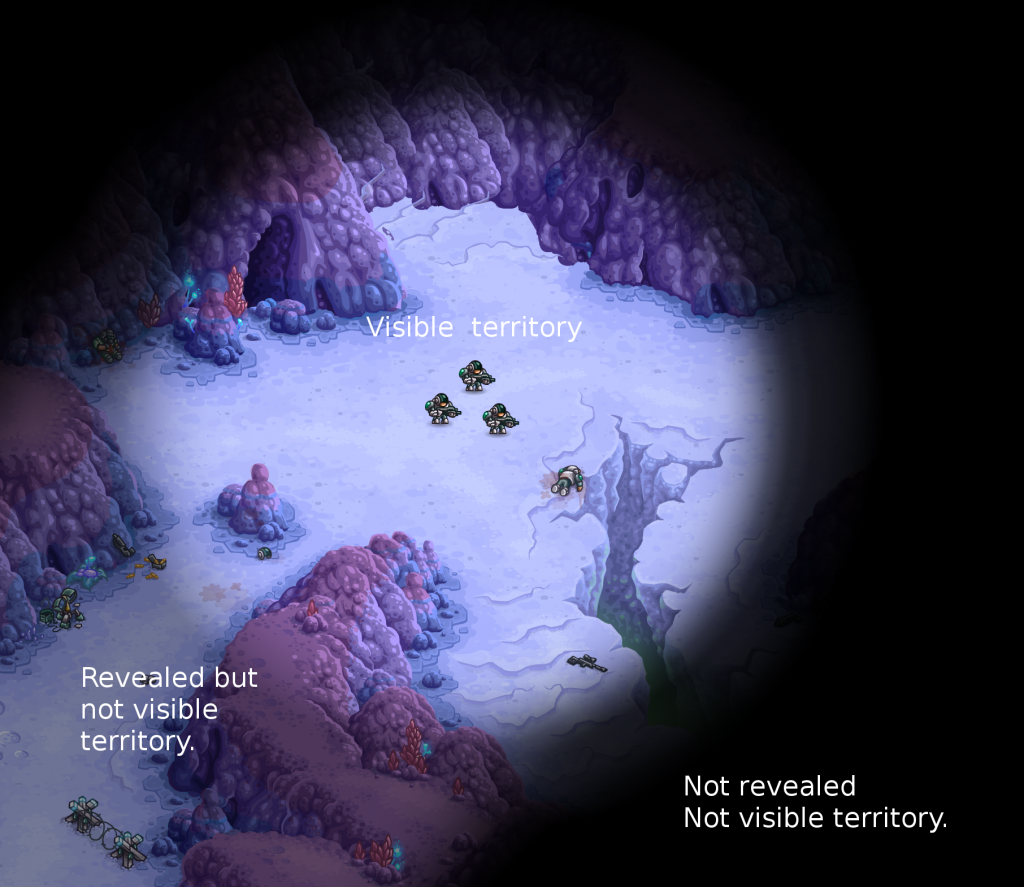 Visible territory
Revealed but
not visible
territory.
Not revealed
Not visible territory.